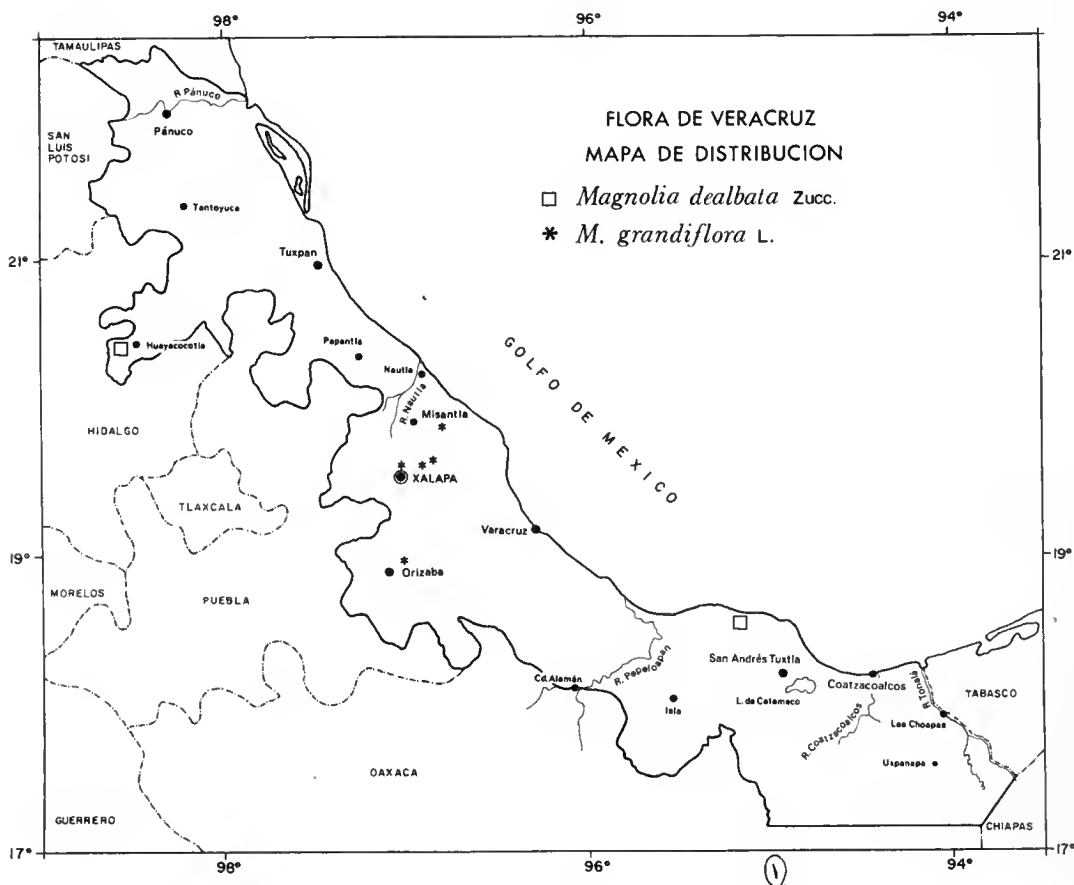 98°
96°
94°
TAMAULIPAS
R. Pánuco
Pánuco
SAN
LUIS
POTOSI
FLORA DE VERACRUZ
MAPA DE DISTRIBUCION
Magnolia dealbata Zucc.
* M. grandiflora L.
Tantoyuca
21°
Tuxpan
21°
Huayacocotla
Papantla
Nautla
R. Nautla
GOLFO DE MEXICO
Misantla
*
HIDALGO
* * *
XALAPA
TLAXCALA
Veracruz
19°
*
19°
Orizaba
MORELOS
PUEBLA
San Andrés Tuxtla
R. Papaloapan
Cd. Alemán
Coatzacoalcos
R. Tonalá
TABASCO
L. de Catemaco
Isla
R. Coatzacoalcos
Las Choapas
Uxpanapa
OAXACA
GUERRERO
CHIAPAS
17°
17°
98°
96°
94°
1